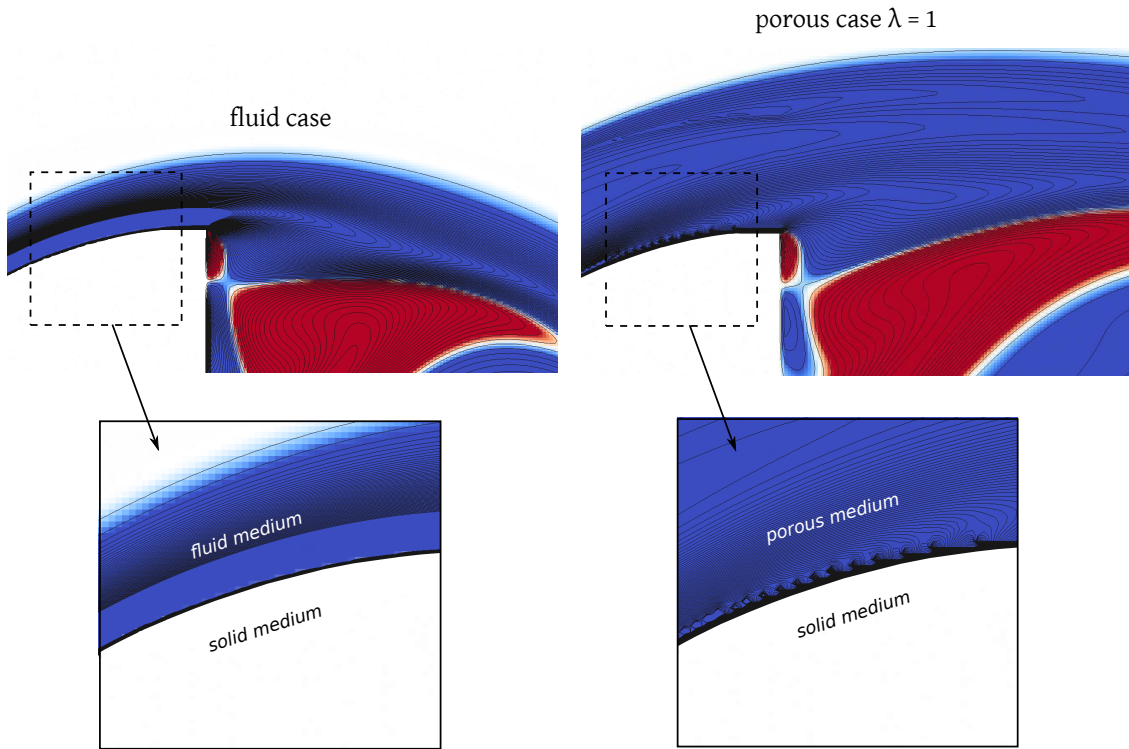 porous case λ = 1
fluid case
fluid medium
solid medium
porous medium
solid medium